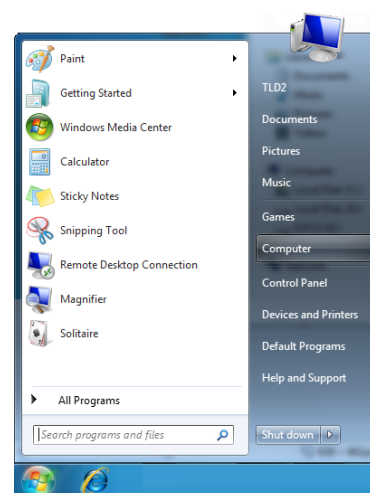 Paint
Getting Started
Windows Media Center
Calculator
Sticky Notes
Snipping Tool
Remote Desktop Connection
Magnifier
Solitaire
All Programs
Search programs and files
TLD2
Documents
Pictures
Music
Games
Computer
Control Panel
Devices and Printers
Default Programs
Help and Support
Shut down